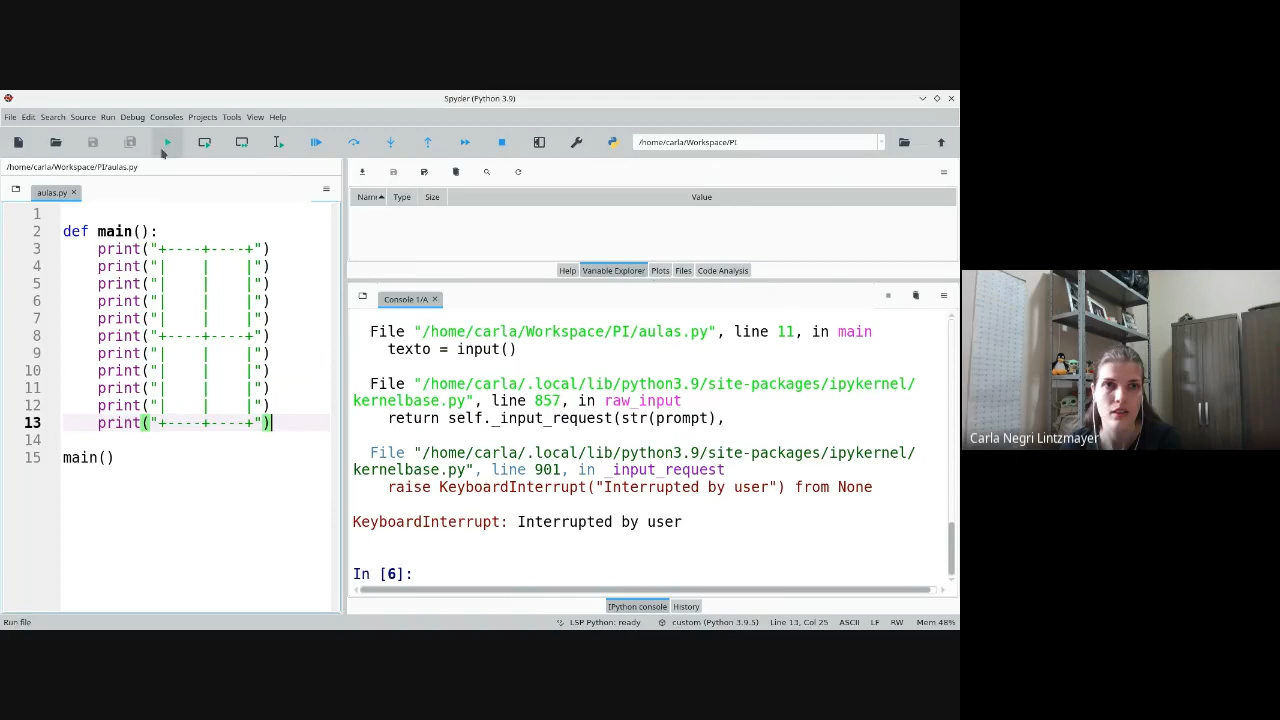 Spyder (Python 3.9)
File Edit Search Source Run Debug Consoles Projects Tools View Help
/home/carla/Workspace/PI
/home/carla/Workspace/PI/aulas.py
aulas.py
Name Type Size Value
1
2 def main():
3     print("+----+----+")
4     print("|    |    |")
5     print("|    |    |")
6     print("|    |    |")
7     print("|    |    |")
8     print("+----+----+")
9     print("|    |    |")
10     print("|    |    |")
11     print("|    |    |")
12     print("|    |    |")
13     print("+----+----+")
14
15 main()
Help Variable Explorer Plots Files Code Analysis
Console 1/A
File "/home/carla/Workspace/PI/aulas.py", line 11, in main
texto = input()
File "/home/carla/.local/lib/python3.9/site-packages/ipykernel/
kernelbase.py", line 857, in raw_input
return self._input_request(str(prompt),
File "/home/carla/.local/lib/python3.9/site-packages/ipykernel/
kernelbase.py", line 901, in _input_request
raise KeyboardInterrupt("Interrupted by user") from None
KeyboardInterrupt: Interrupted by user
In [6]:
IPython console History
Run file
LSP Python: ready custom (Python 3.9.5) Line 13, Col 25 ASCII LF RW Mem 48%
Carla Negri Lintzmayer